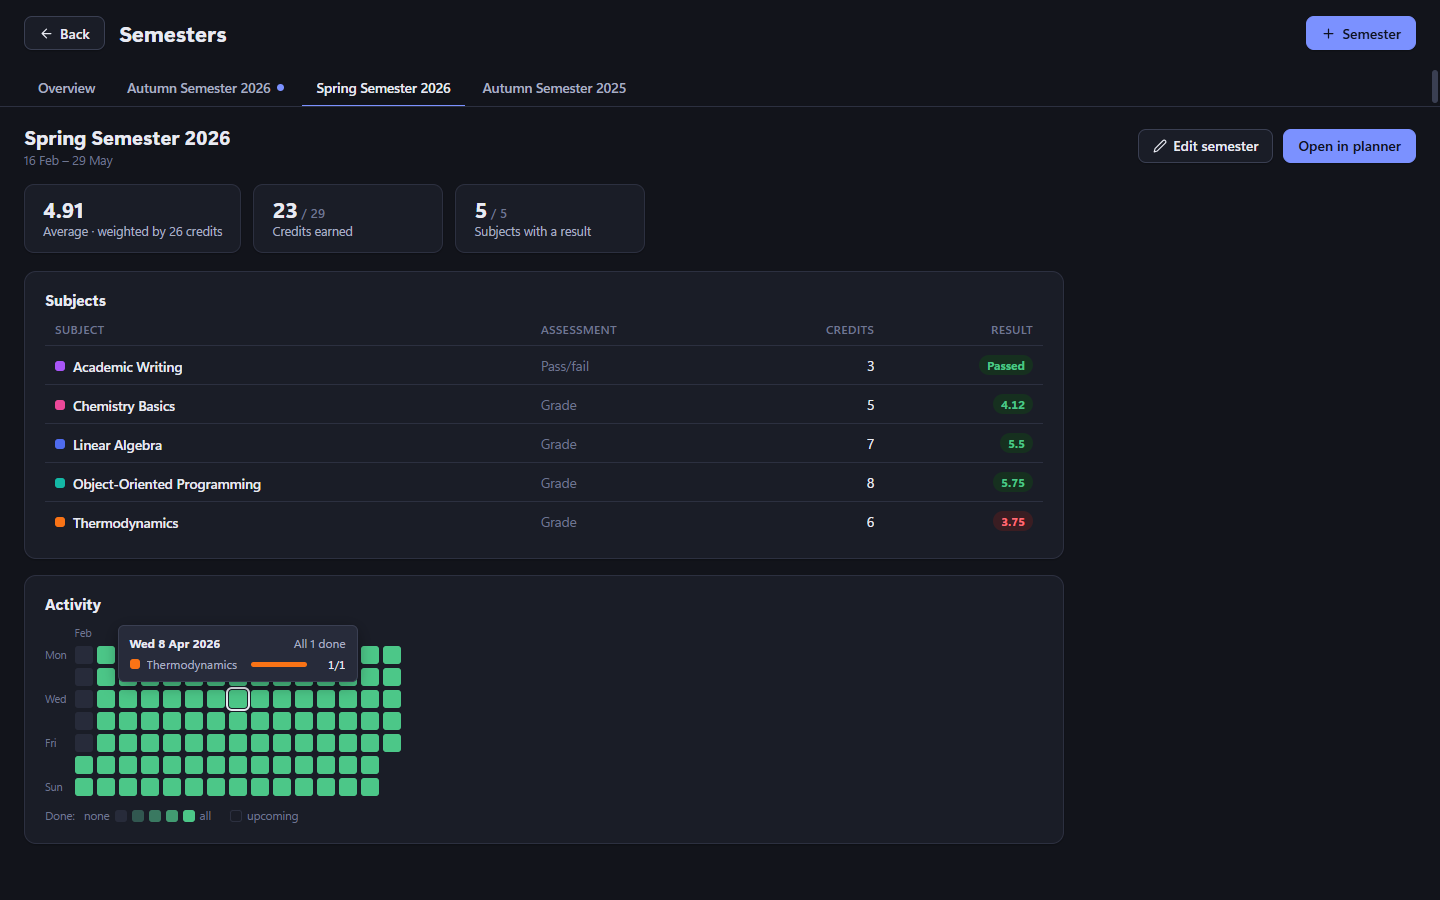 Back
Semesters
+ Semester
Overview
Autumn Semester 2026
Spring Semester 2026
Autumn Semester 2025
Spring Semester 2026
16 Feb – 29 May
Edit semester
Open in planner
4.91
Average · weighted by 26 credits
23 / 29
Credits earned
5 / 5
Subjects with a result
Subjects
SUBJECT ASSESSMENT CREDITS RESULT
Academic Writing Pass/fail 3 Passed
Chemistry Basics Grade 5 4.12
Linear Algebra Grade 7 5.5
Object-Oriented Programming Grade 8 5.75
Thermodynamics Grade 6 3.75
Activity
Feb
Wed 8 Apr 2026 All 1 done
Thermodynamics 1/1
Mon
Wed
Fri
Sun
Done: none all upcoming